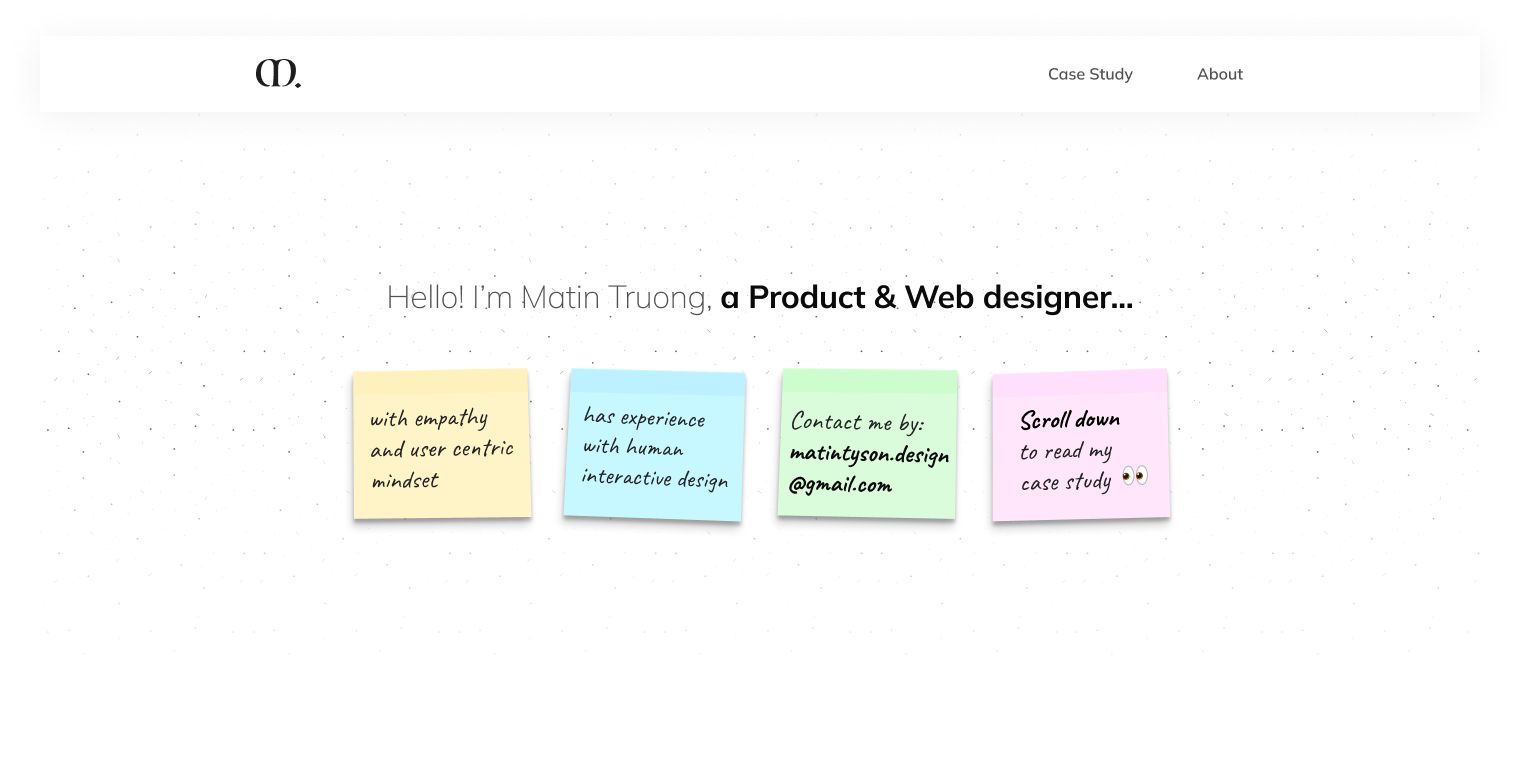 m.
Case Study
About
Hello! I'm Matin Truong, a Product & Web designer...
with empathy
and user centric
mindset
has experience
with human
interactive design
Contact me by:
matintyson.design
@gmail.com
Scroll down
to read my
case study 👀